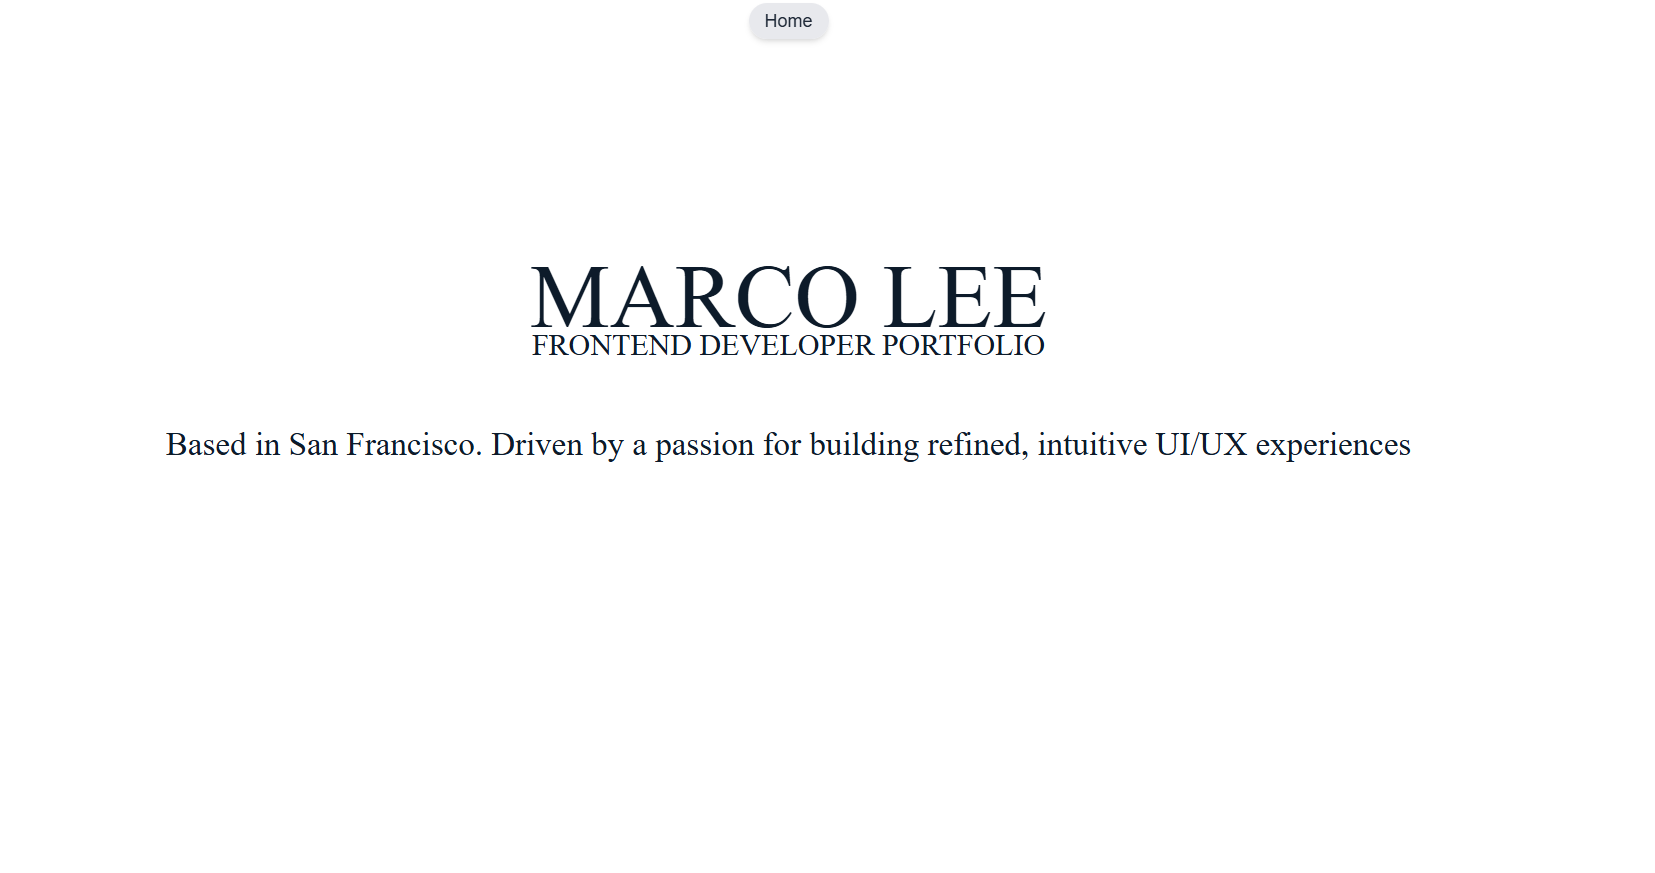 Home
MARCO LEE
FRONTEND DEVELOPER PORTFOLIO
Based in San Francisco. Driven by a passion for building refined, intuitive UI/UX experiences